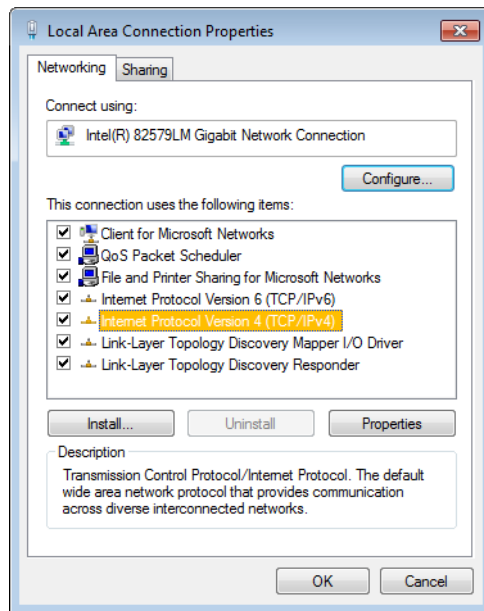 Local Area Connection Properties
Networking
Sharing
Connect using:
Intel(R) 82579LM Gigabit Network Connection
Configure...
This connection uses the following items:
Client for Microsoft Networks
QoS Packet Scheduler
File and Printer Sharing for Microsoft Networks
Internet Protocol Version 6 (TCP/IPv6)
Internet Protocol Version 4 (TCP/IPv4)
Link-Layer Topology Discovery Mapper I/O Driver
Link-Layer Topology Discovery Responder
Install...
Uninstall
Properties
Description
Transmission Control Protocol/Internet Protocol. The default
wide area network protocol that provides communication
across diverse interconnected networks.
OK
Cancel